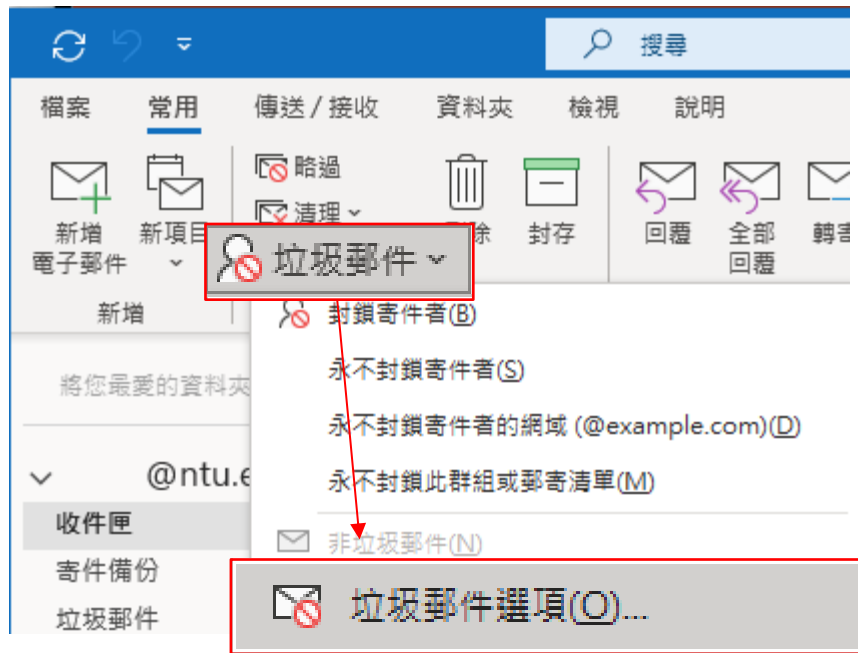 搜尋
檔案 常用 傳送 / 接收 資料夾 檢視 說明
略過
清理
新增
電子郵件
新項目
除
封存
回覆
全部
回覆
轉寄
垃圾郵件
新增
封鎖寄件者(B)
永不封鎖寄件者(S)
將您最愛的資料夾
永不封鎖寄件者的網域 (@example.com)(D)
@ntu.e
永不封鎖此群組或郵寄清單(M)
收件匣
非垃圾郵件(N)
寄件備份
垃圾郵件選項(O)...
垃圾郵件